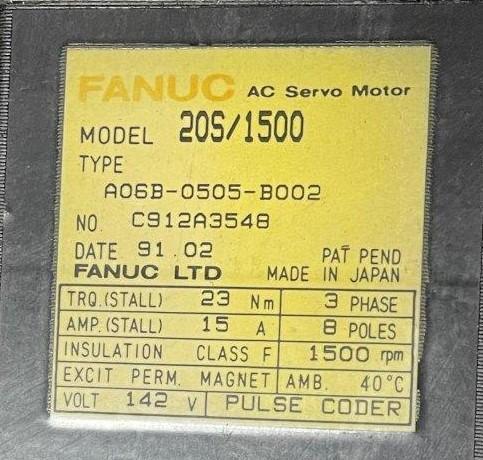 FANUC AC Servo Motor
MODEL 20S/1500
TYPE
A06B-0505-B002
NO. C912A3548
DATE 91.02 PAT PEND
FANUC LTD MADE IN JAPAN
TRQ.(STALL) 23 Nm 3 PHASE
AMP.(STALL) 15 A 8 POLES
INSULATION CLASS F 1500 rpm
EXCIT PERM. MAGNET AMB. 40°C
VOLT 142 V PULSE CODER